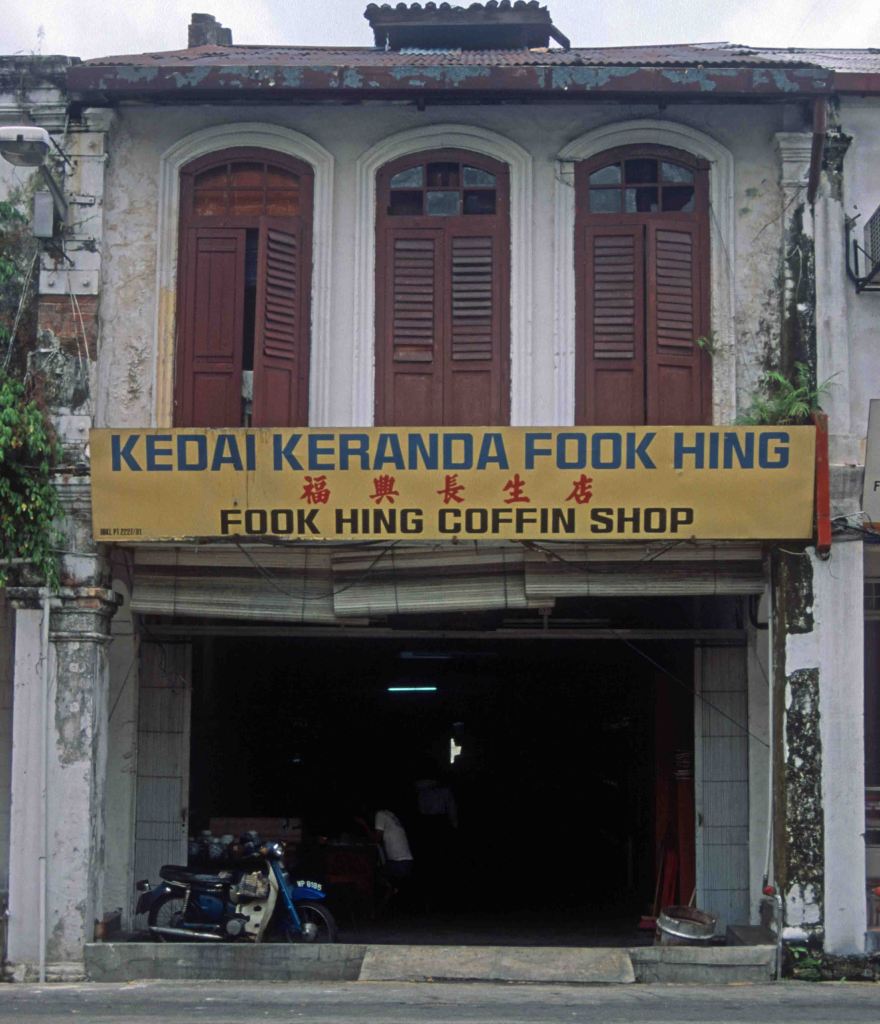 KEDAI KERANDA FOOK HING
福興長生店
FOOK HING COFFIN SHOP
F